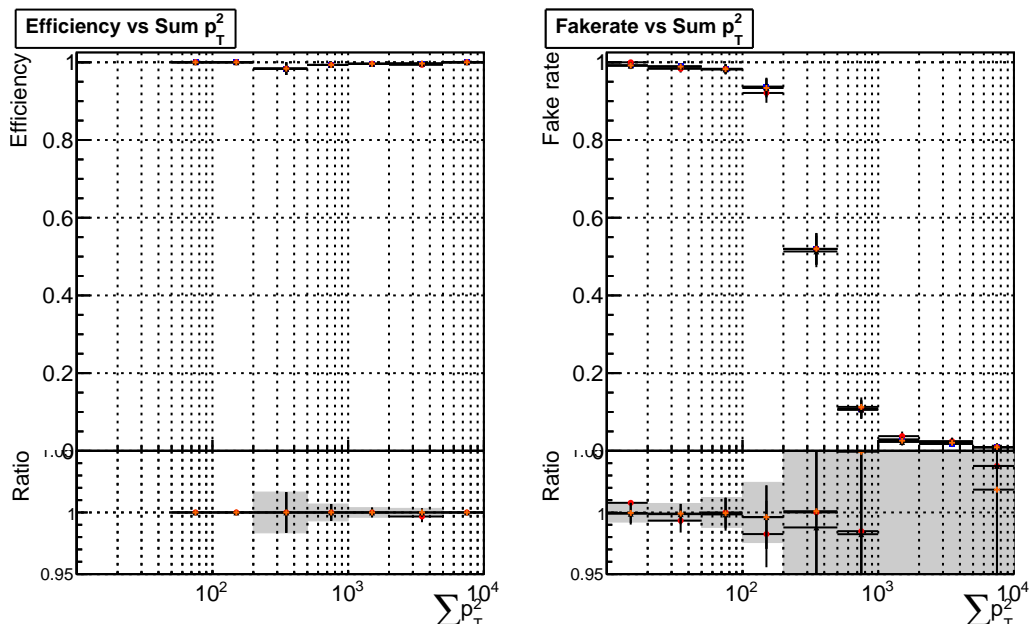 Efficiency vs Sum p_T^2
Efficiency
1
0.8
0.6
0.4
0.2
0
Ratio
1
0.95
10^2
10^3
10^4
∑p_T^2
Fakerate vs Sum p_T^2
Fake rate
1
0.8
0.6
0.4
0.2
0
Ratio
1
0.95
10^2
10^3
10^4
∑p_T^2